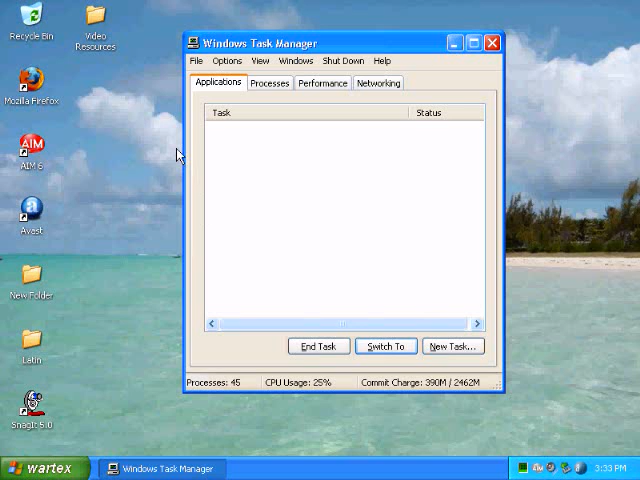 Recycle Bin
Video Resources
Mozilla Firefox
AIM
AIM 6
Avast
New Folder
Latin
SnagIt 5.0
Windows Task Manager
File Options View Windows Shut Down Help
Applications Processes Performance Networking
Task Status
End Task Switch To New Task...
Processes: 45 CPU Usage: 25% Commit Charge: 390M / 2462M
wartex Windows Task Manager 3:33 PM